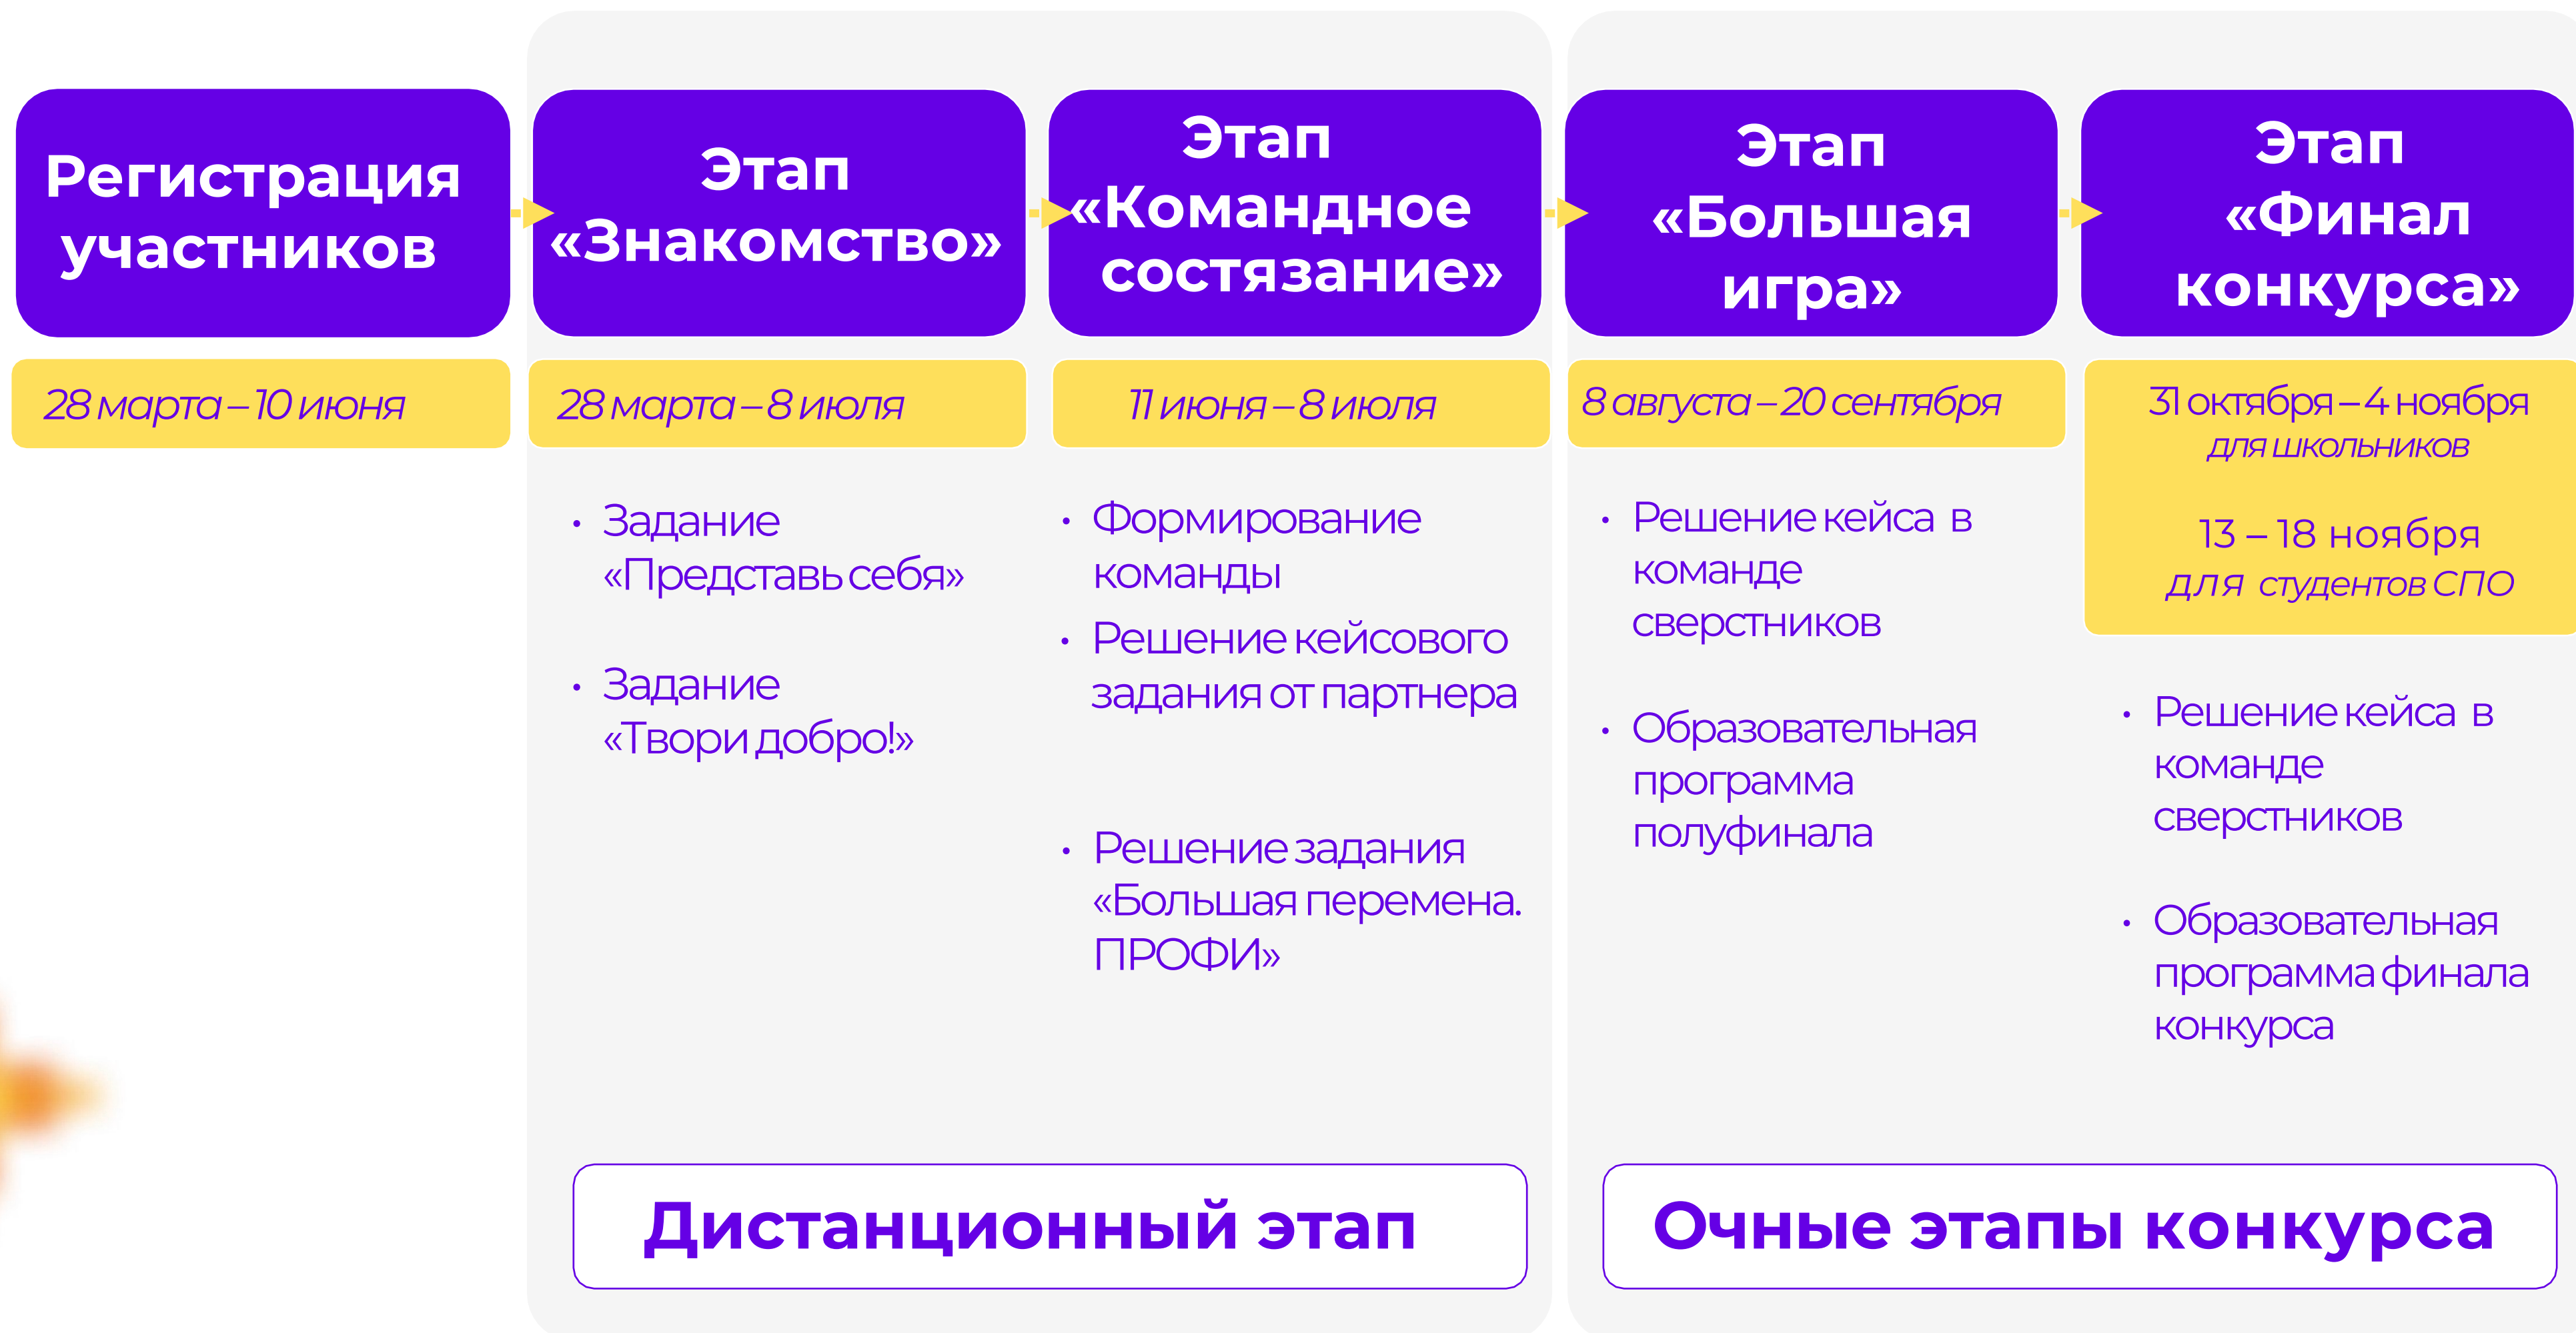 Регистрация
участников
28 марта – 10 июня
Этап
«Знакомство»
28 марта – 8 июля
• Задание
«Представь себя»
• Задание
«Твори добро!»
Этап
«Командное
состязание»
11 июня – 8 июля
• Формирование
команды
• Решение кейсового
задания от партнера
• Решение задания
«Большая перемена.
ПРОФИ»
Дистанционный этап
Этап
«Большая
игра»
8 августа – 20 сентября
• Решение кейса в
команде
сверстников
• Образовательная
программа
полуфинала
Этап
«Финал
конкурса»
31 октября – 4 ноября
для школьников
13 – 18 ноября
для студентов СПО
• Решение кейса в
команде
сверстников
• Образовательная
программа финала
конкурса
Очные этапы конкурса